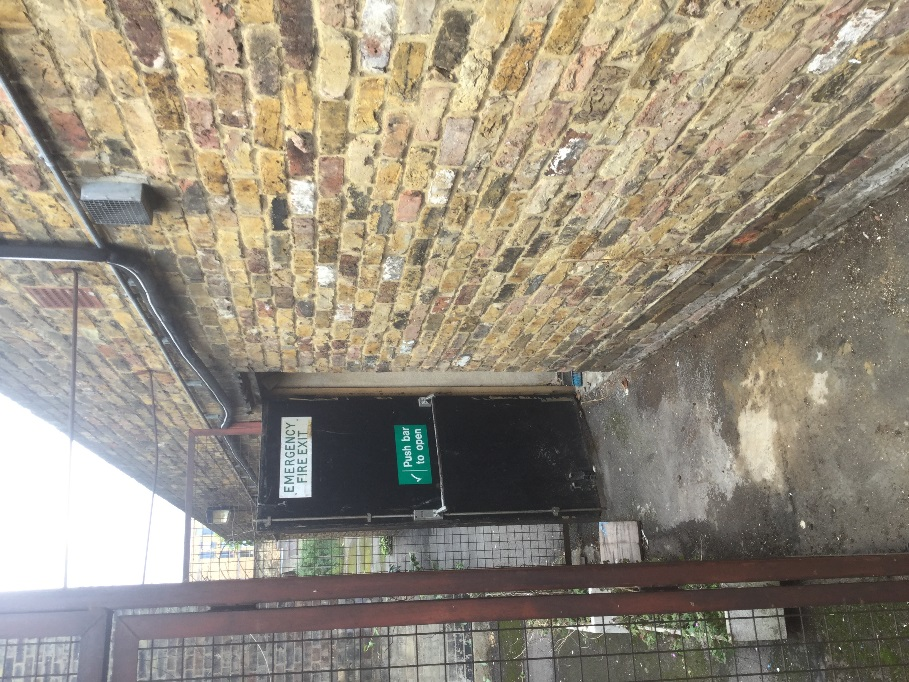 EMERGENCY
FIRE EXIT
Push bar
to open